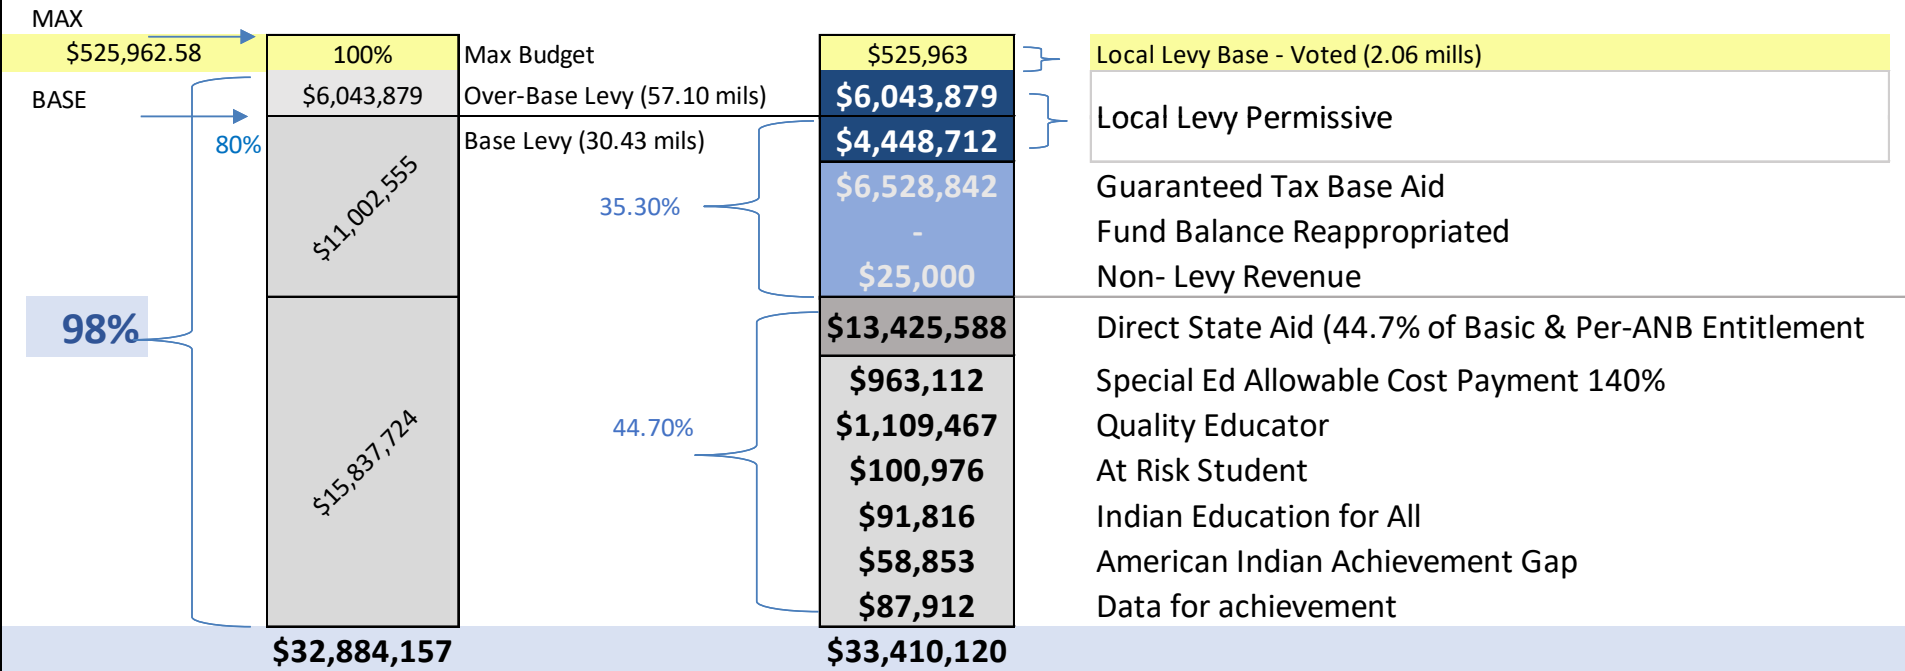 MAX
$525,962.58 100% Max Budget $525,963 Local Levy Base - Voted (2.06 mills)
BASE $6,043,879 Over-Base Levy (57.10 mils) $6,043,879 Local Levy Permissive
80% Base Levy (30.43 mils) $4,448,712
$11,002,555 35.30% $6,528,842 Guaranteed Tax Base Aid
- Fund Balance Reappropriated
$25,000 Non- Levy Revenue
98% $13,425,588 Direct State Aid (44.7% of Basic & Per-ANB Entitlement
$963,112 Special Ed Allowable Cost Payment 140%
$15,837,724 44.70% $1,109,467 Quality Educator
$100,976 At Risk Student
$91,816 Indian Education for All
$58,853 American Indian Achievement Gap
$87,912 Data for achievement
$32,884,157 $33,410,120